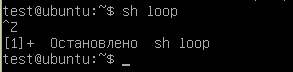 test@ubuntu:~$ sh loop
^Z
[1]+  Остановлено  sh loop
test@ubuntu:~$ _